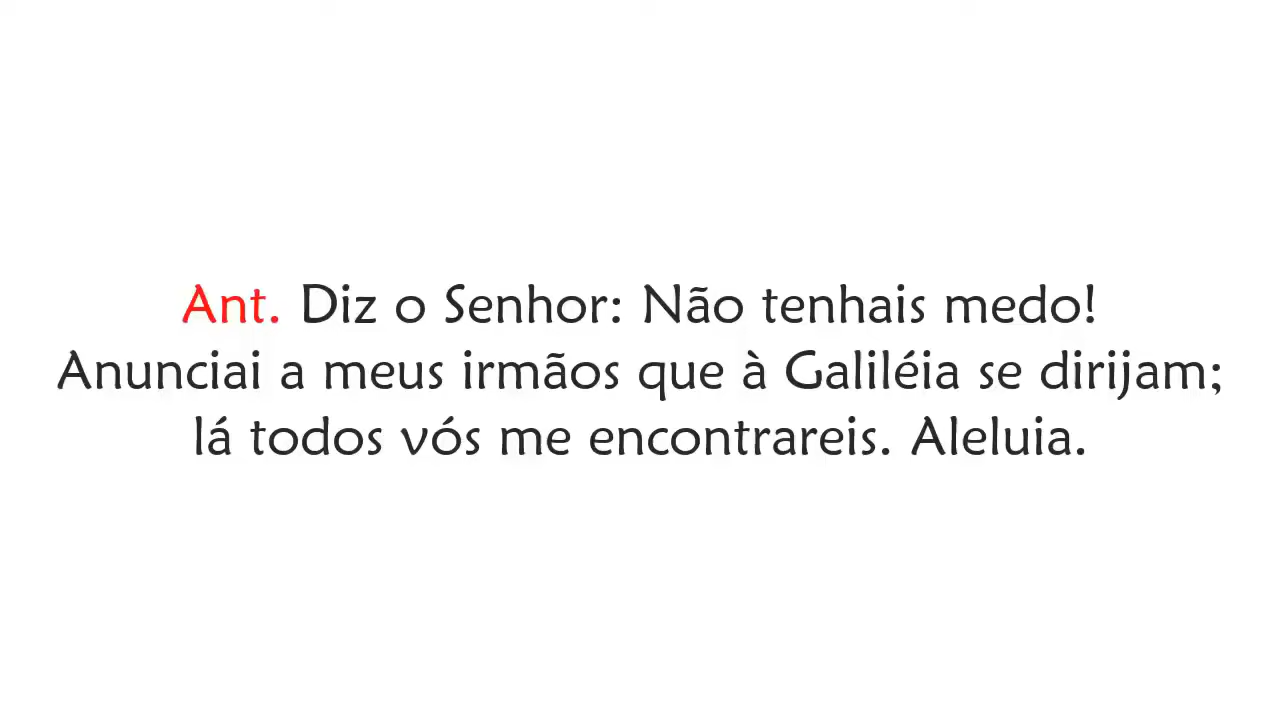 Ant. Diz o Senhor: Não tenhais medo!
Anunciai a meus irmãos que à Galiléia se dirijam;
lá todos vós me encontrareis. Aleluia.